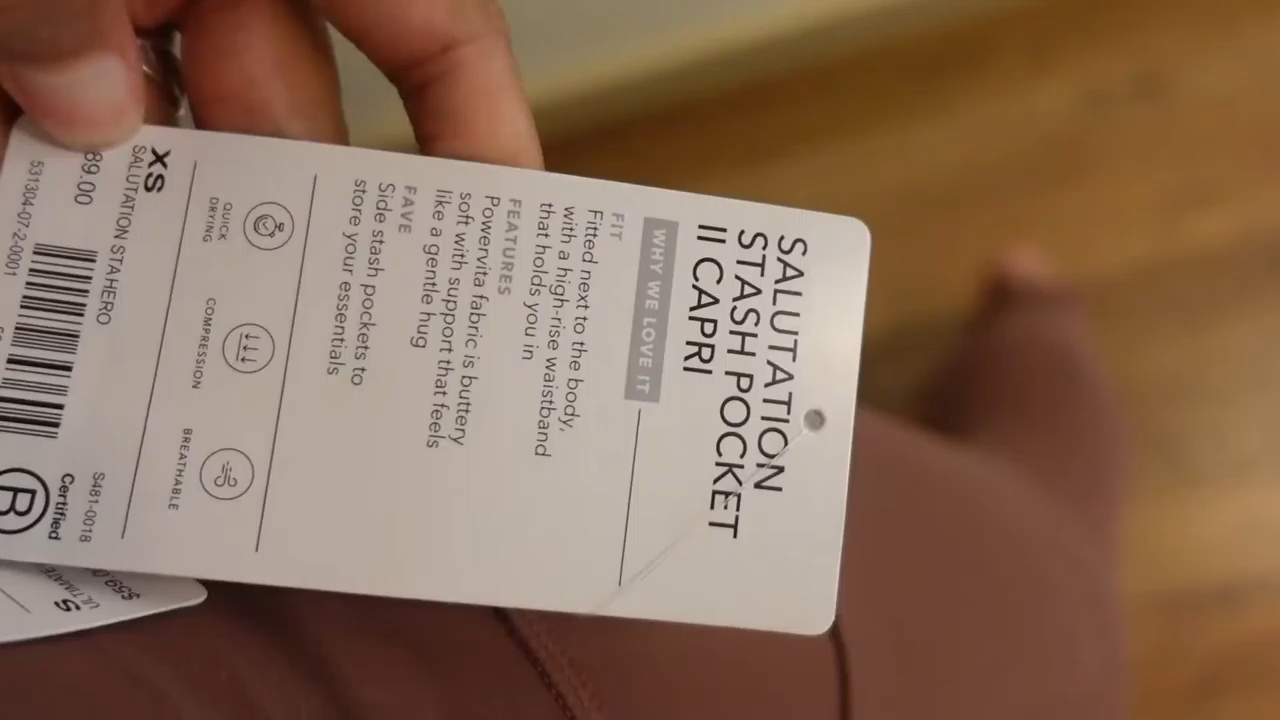 SALUTATION
STASH POCKET
II CAPRI
WHY WE LOVE IT
FIT
Fitted next to the body,
with a high-rise waistband
that holds you in
FEATURES
Powervita fabric is buttery
soft with support that feels
like a gentle hug
FAVE
Side stash pockets to
store your essentials
QUICK
DRYING
COMPRESSION
BREATHABLE
XS
SALUTATION STAHERO
S481-0018
89.00
531304-07-2-0001
B
Certified
$59.0
ULTIMATE
S